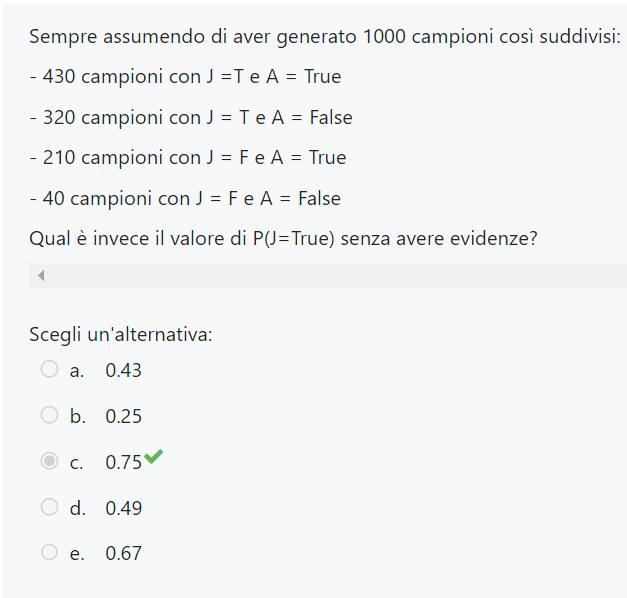 Sempre assumendo di aver generato 1000 campioni così suddivisi:
- 430 campioni con J =T e A = True
- 320 campioni con J = T e A = False
- 210 campioni con J = F e A = True
- 40 campioni con J = F e A = False
Qual è invece il valore di P(J=True) senza avere evidenze?
Scegli un'alternativa:
a. 0.43
b. 0.25
c. 0.75
d. 0.49
e. 0.67